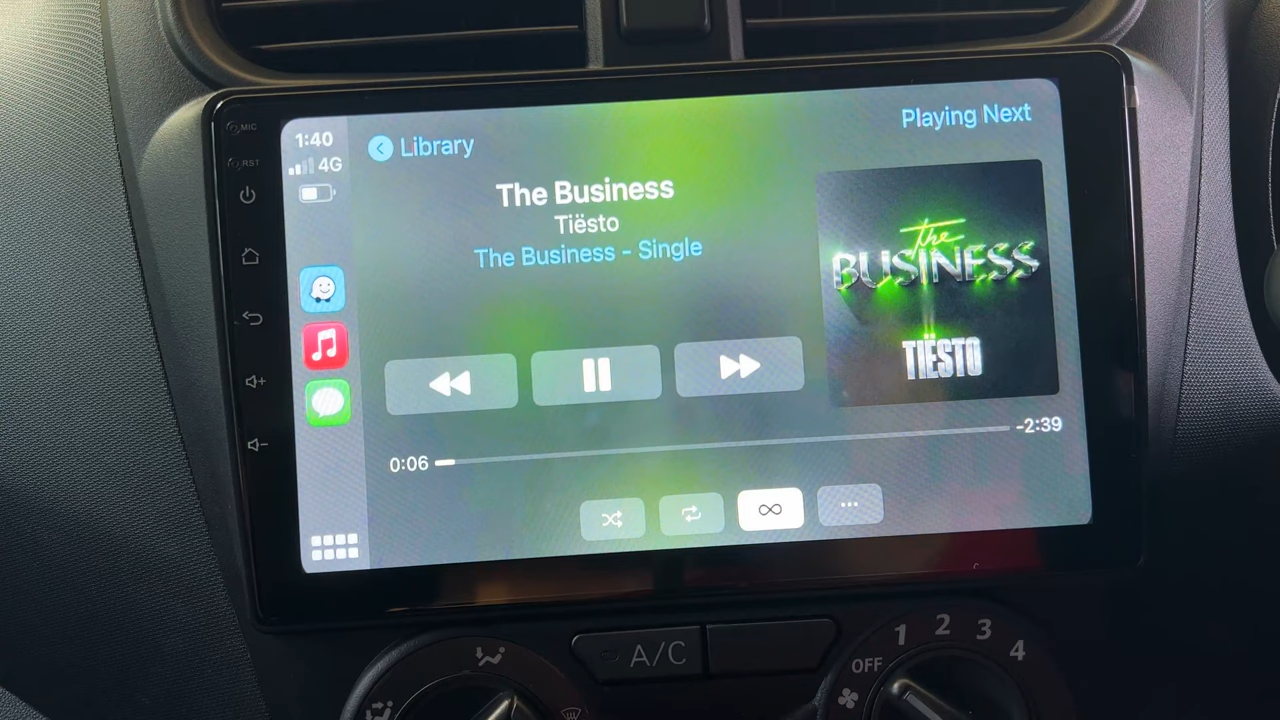 MIC
RST
1:40
4G
Library
Playing Next
The Business
Tiësto
The Business - Single
the
BUSINESS
TIËSTO
0:06
-2:39
A/C
OFF
1
2
3
4